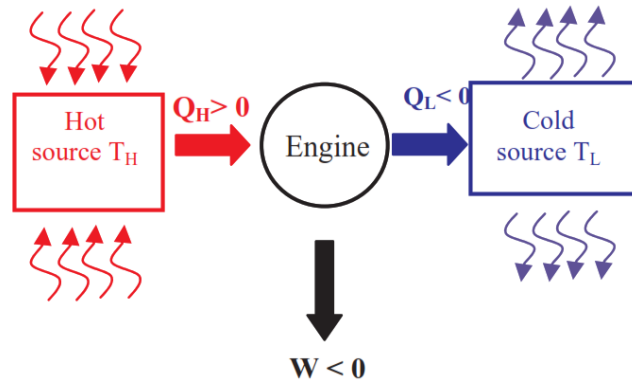 Q_H> 0
Q_L< 0
Hot
source T_H
Engine
Cold
source T_L
W < 0